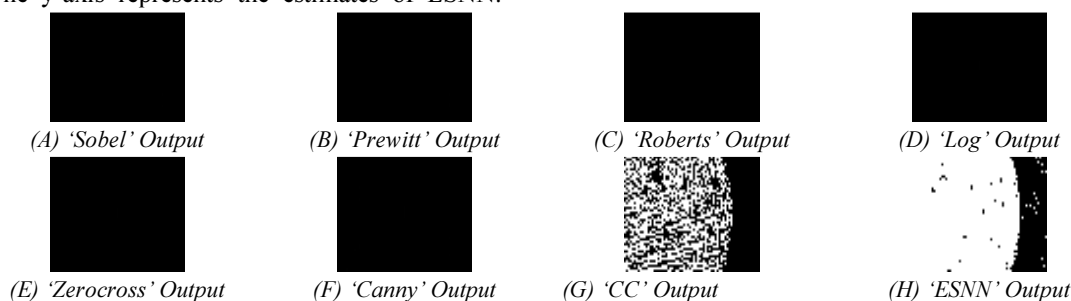 y-axis represents the estimates of ESNN.
(A) ‘Sobel’ Output
(B) ‘Prewitt’ Output
(C) ‘Roberts’ Output
(D) ‘Log’ Output
(E) ‘Zerocross’ Output
(F) ‘Canny’ Output
(G) ‘CC’ Output
(H) ‘ESNN’ Output